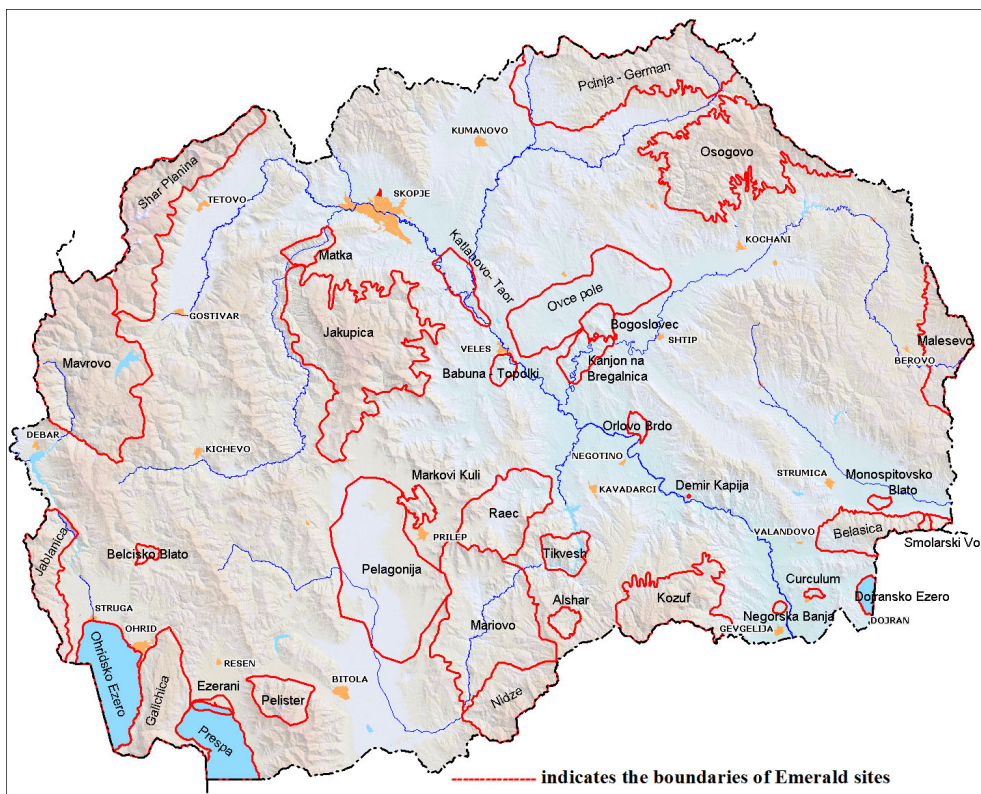 Pcinja - German
KUMANOVO
Osogovo
Shar Planina
TETOVO
SKOPJE
KOCHANI
Matka
Katlanovo- Taor
Ovce pole
GOSTIVAR
Jakupica
Bogoslovec
SHTIP
Malesevo
Mavrovo
VELES
Kanjon na
Bregalnica
BEROVO
Babuna - Topolki
Orlovo Brdo
DEBAR
KICHEVO
NEGOTINO
Markovi Kuli
STRUMICA
Monospitovsko
Blato
KAVADARCI
Demir Kapija
Raec
PRILEP
VALANDOVO
Belasica
Smolarski Vo
Jablanica
Belcisko Blato
Tikvesh
Pelagonija
Curculum
Dojransko Ezero
STRUGA
Alshar
Kozuf
Negorska Banja
DOJRAN
OHRID
Mariovo
GEVGELIJA
Ohridsko Ezero
Galichica
RESEN
Ezerani
Pelister
BITOLA
Nidze
Prespa
indicates the boundaries of Emerald sites